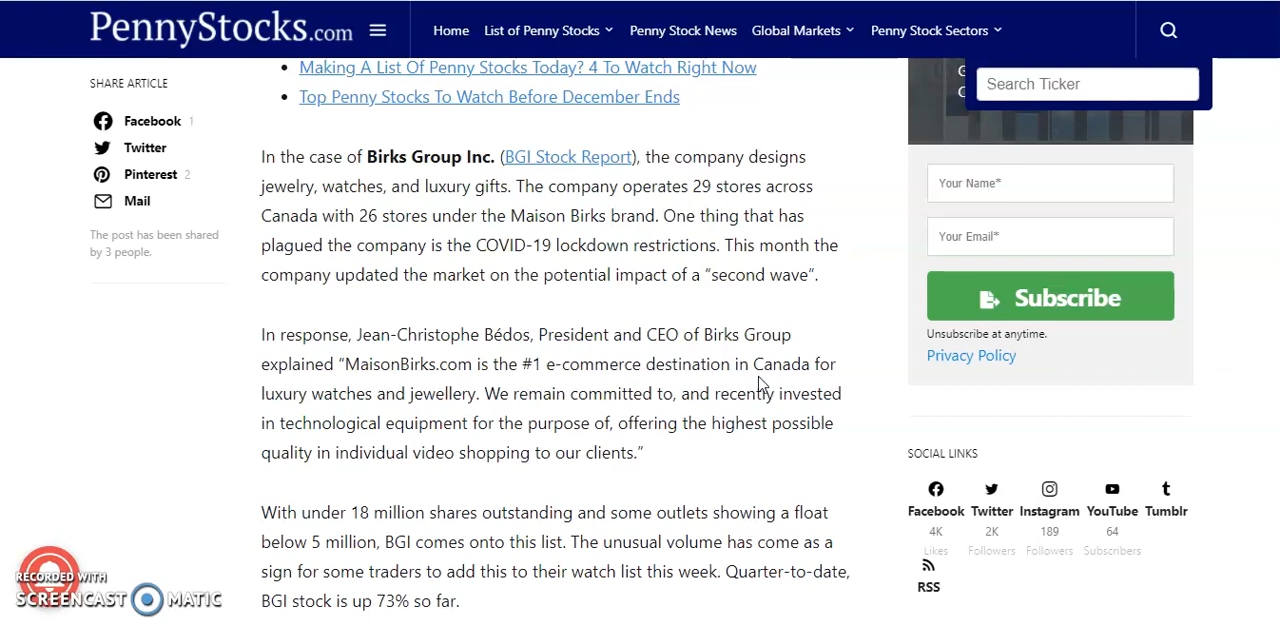 PennyStocks.com
Home List of Penny Stocks Penny Stock News Global Markets Penny Stock Sectors
Search Ticker
SHARE ARTICLE
Facebook 1
Twitter
Pinterest 2
Mail
The post has been shared
by 3 people.
Making A List Of Penny Stocks Today? 4 To Watch Right Now
Top Penny Stocks To Watch Before December Ends
In the case of Birks Group Inc. (BGI Stock Report), the company designs
jewelry, watches, and luxury gifts. The company operates 29 stores across
Canada with 26 stores under the Maison Birks brand. One thing that has
plagued the company is the COVID-19 lockdown restrictions. This month the
company updated the market on the potential impact of a “second wave“.
In response, Jean-Christophe Bédos, President and CEO of Birks Group
explained “MaisonBirks.com is the #1 e-commerce destination in Canada for
luxury watches and jewellery. We remain committed to, and recently invested
in technological equipment for the purpose of, offering the highest possible
quality in individual video shopping to our clients.”
With under 18 million shares outstanding and some outlets showing a float
below 5 million, BGI comes onto this list. The unusual volume has come as a
sign for some traders to add this to their watch list this week. Quarter-to-date,
BGI stock is up 73% so far.
Your Name*
Your Email*
Subscribe
Unsubscribe at anytime.
Privacy Policy
SOCIAL LINKS
Facebook Twitter Instagram YouTube Tumblr
4K 2K 189 64
Likes Followers Followers Subscribers
RSS
RECORDED WITH
SCREENCAST MATIC